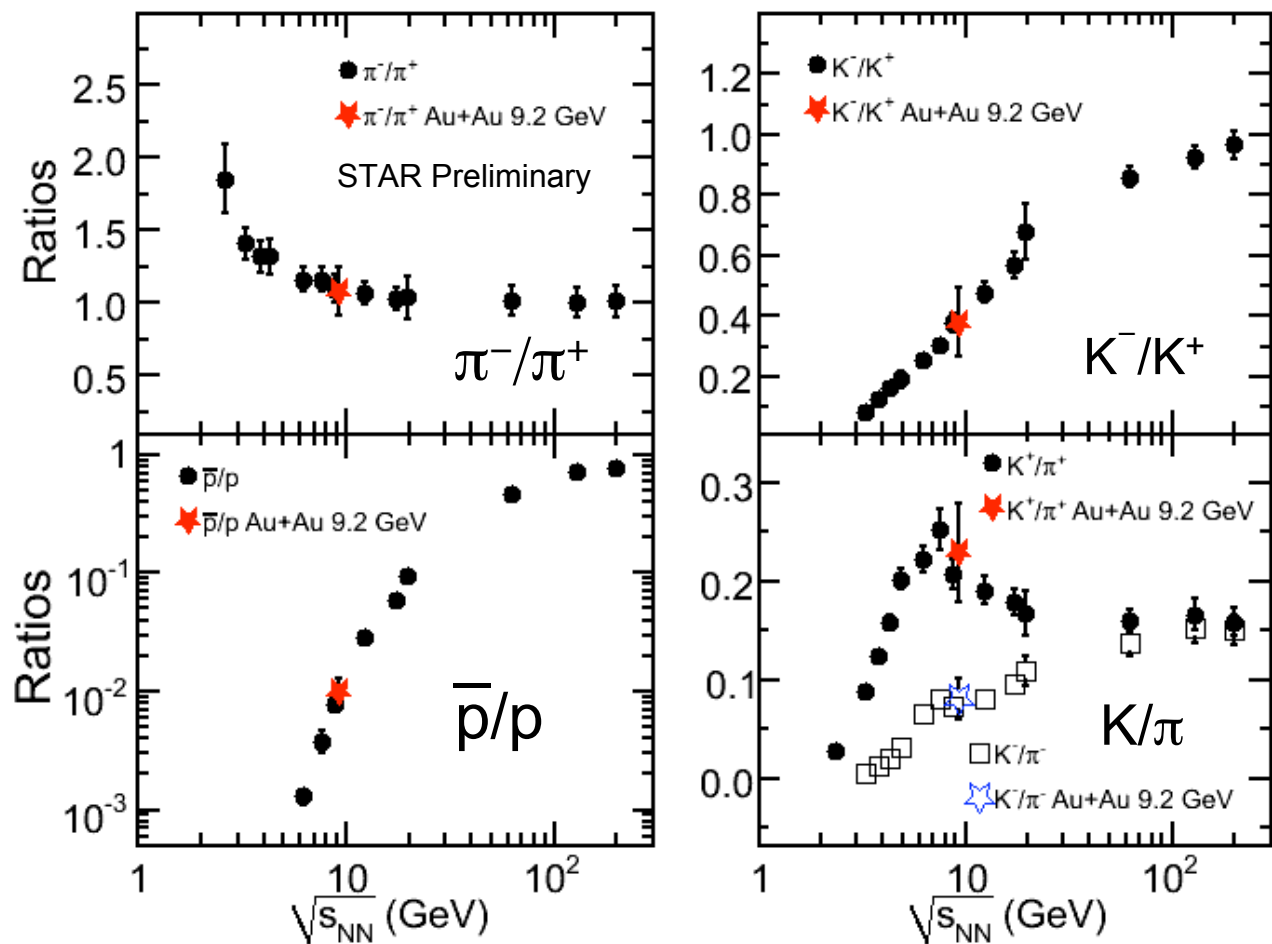 Ratios
2.5
2.0
1.5
1.0
0.5
π⁻/π⁺
π⁻/π⁺ Au+Au 9.2 GeV
STAR Preliminary
π⁻/π⁺
1.2
1.0
0.8
0.6
0.4
0.2
K⁻/K⁺
K⁻/K⁺ Au+Au 9.2 GeV
K⁻/K⁺
Ratios
1
10⁻¹
10⁻²
10⁻³
p̅/p
p̅/p Au+Au 9.2 GeV
p̅/p
1 10 10²
√s_NN (GeV)
0.3
0.2
0.1
0.0
K⁺/π⁺
K⁺/π⁺ Au+Au 9.2 GeV
K/π
K⁻/π⁻
K⁻/π⁻ Au+Au 9.2 GeV
1 10 10²
√s_NN (GeV)